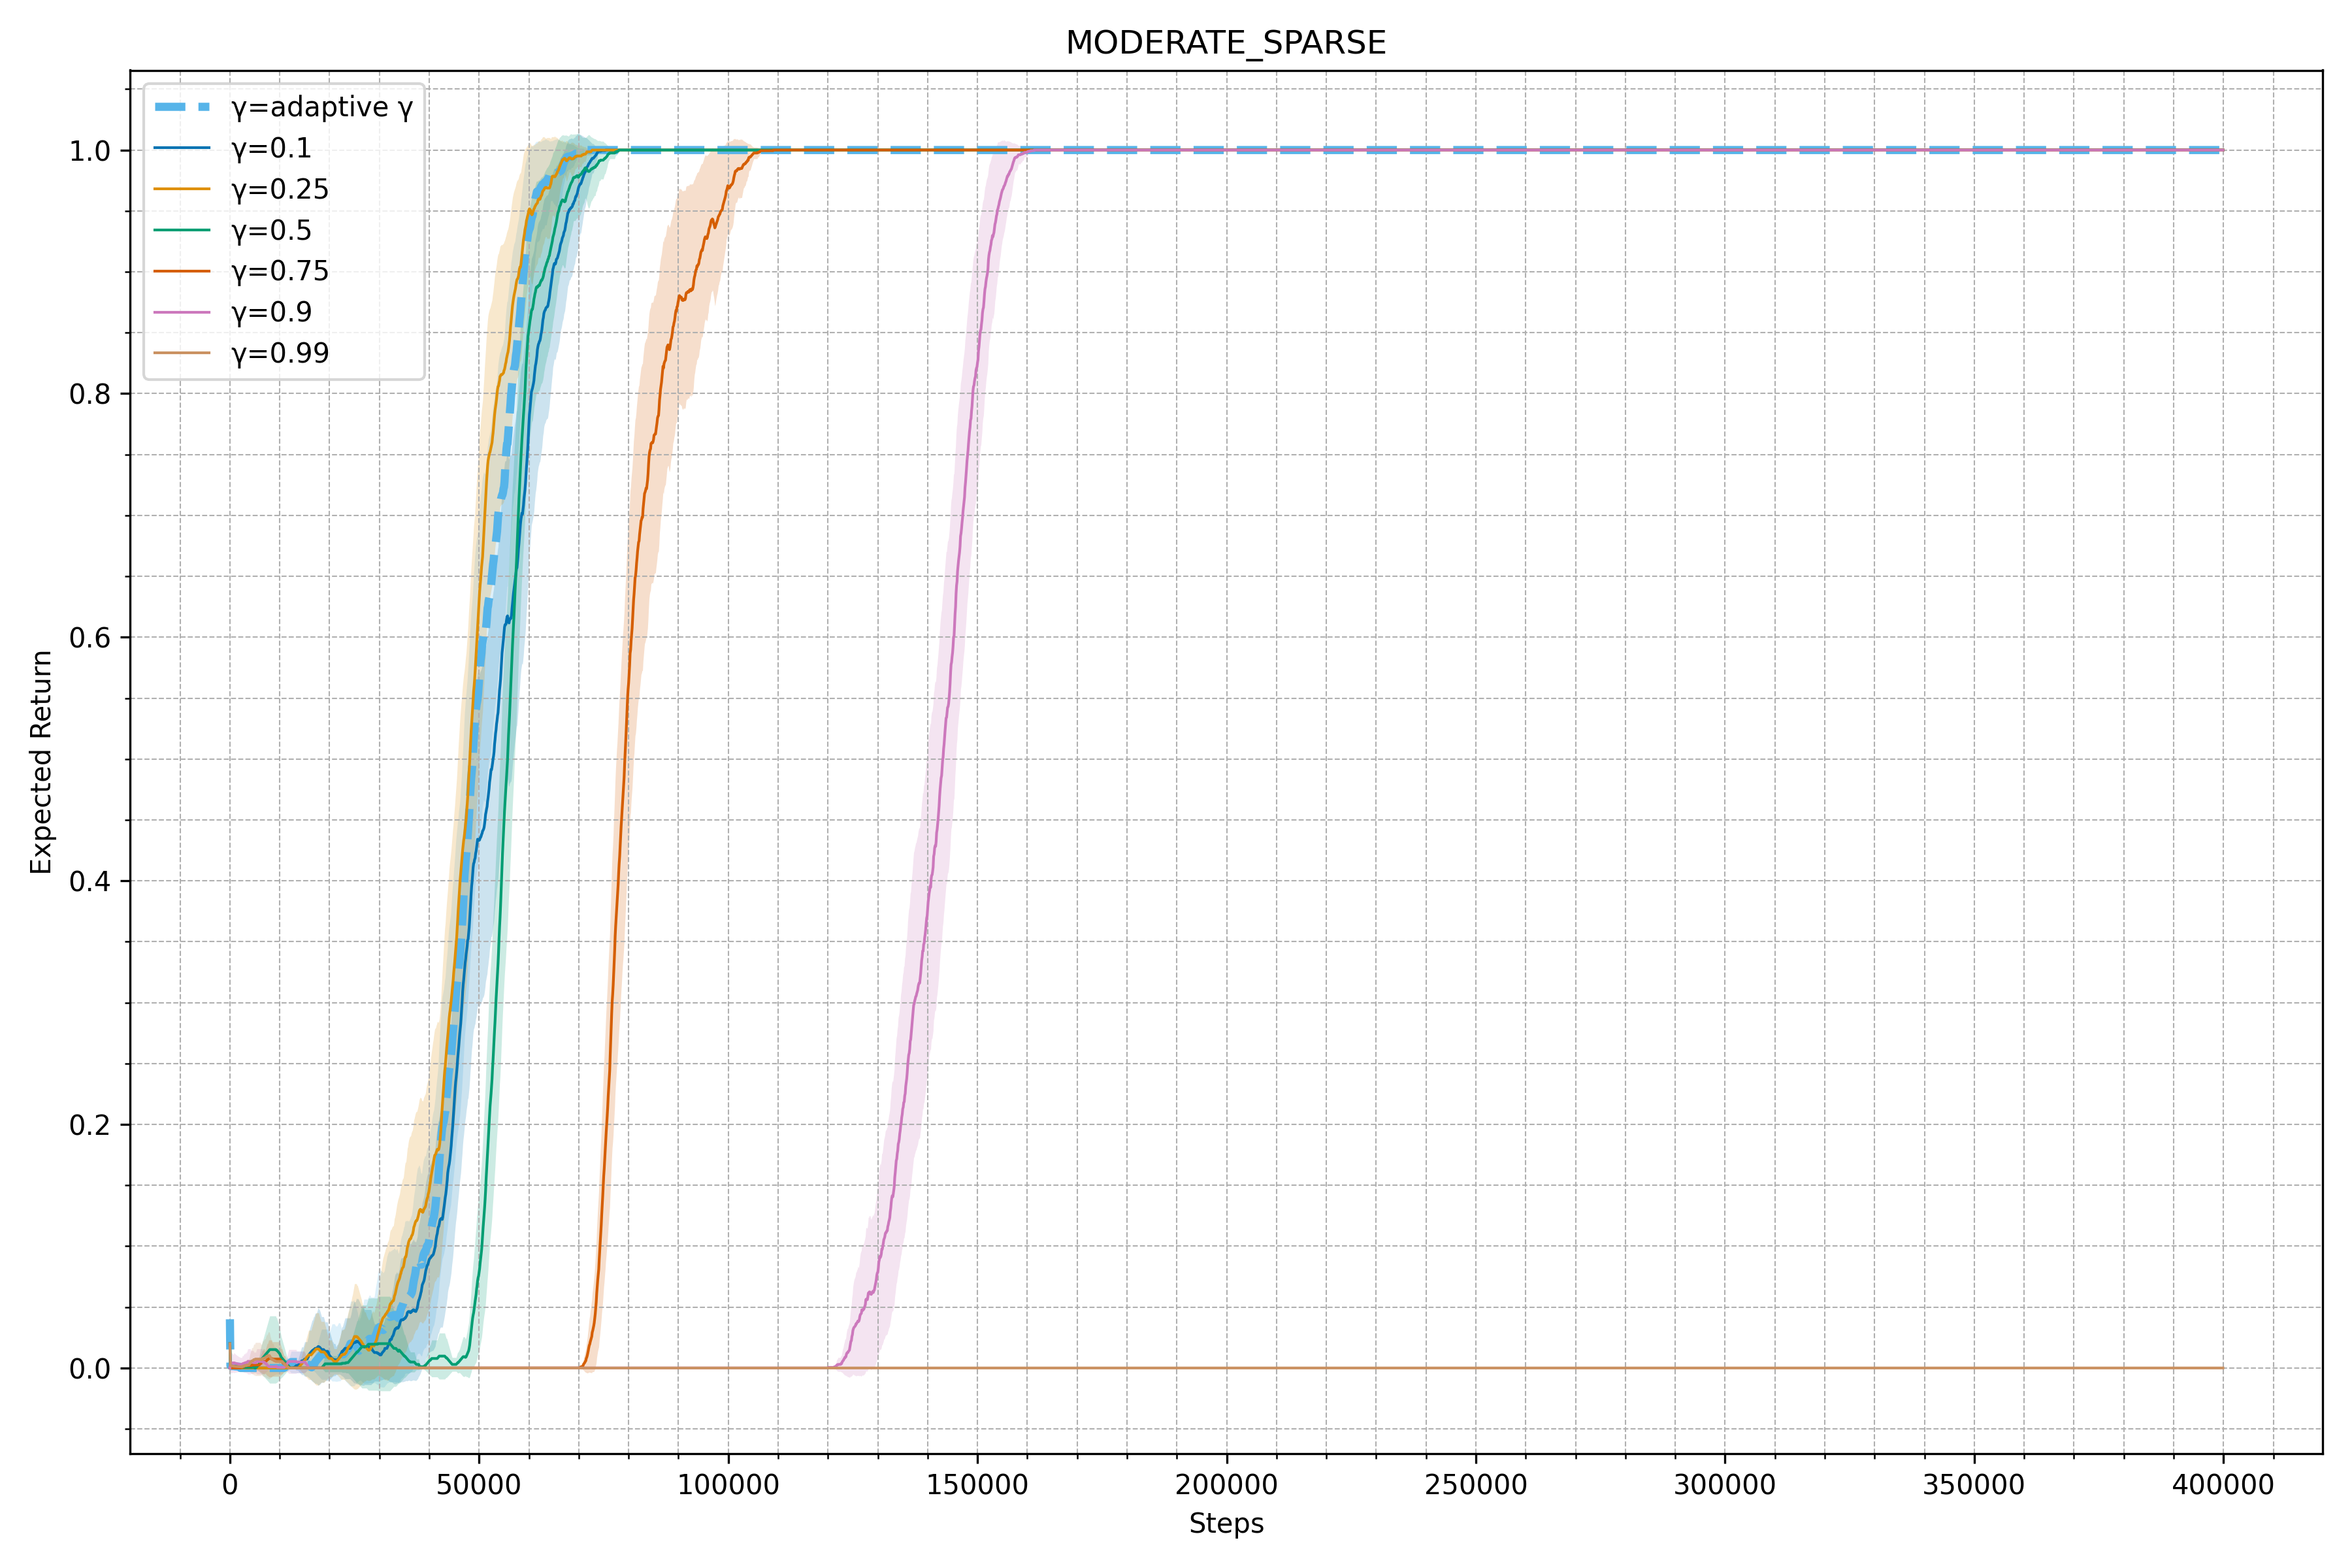 MODERATE_SPARSE
γ=adaptive γ
γ=0.1
γ=0.25
γ=0.5
γ=0.75
γ=0.9
γ=0.99
Expected Return
1.0
0.8
0.6
0.4
0.2
0.0
0 50000 100000 150000 200000 250000 300000 350000 400000
Steps